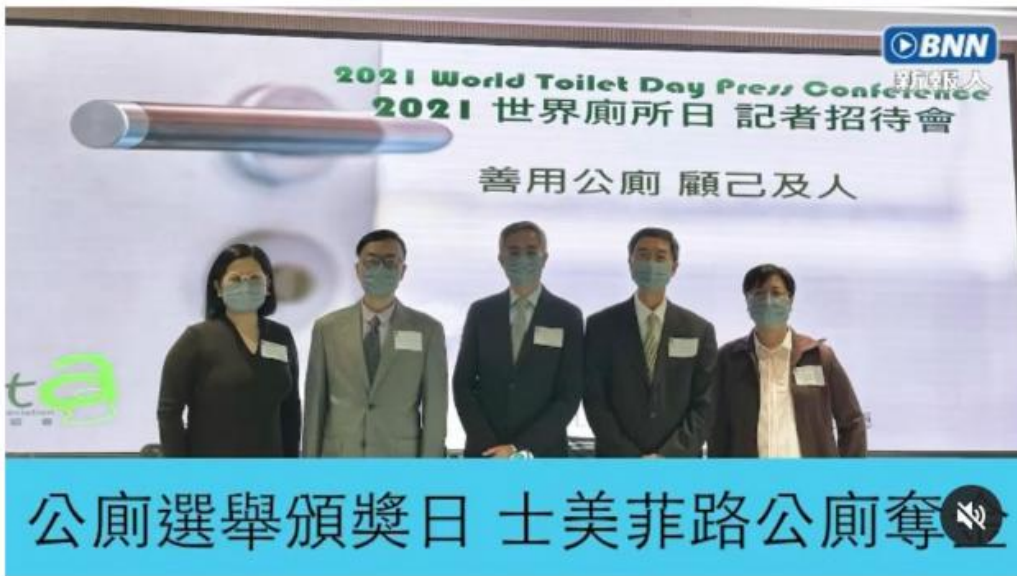 BNN
新報人
2021 World Toilet Day Press Conference
2021 世界廁所日 記者招待會
善用公廁 顧己及人
ta
公廁選舉頒獎日 士美菲路公廁奪金